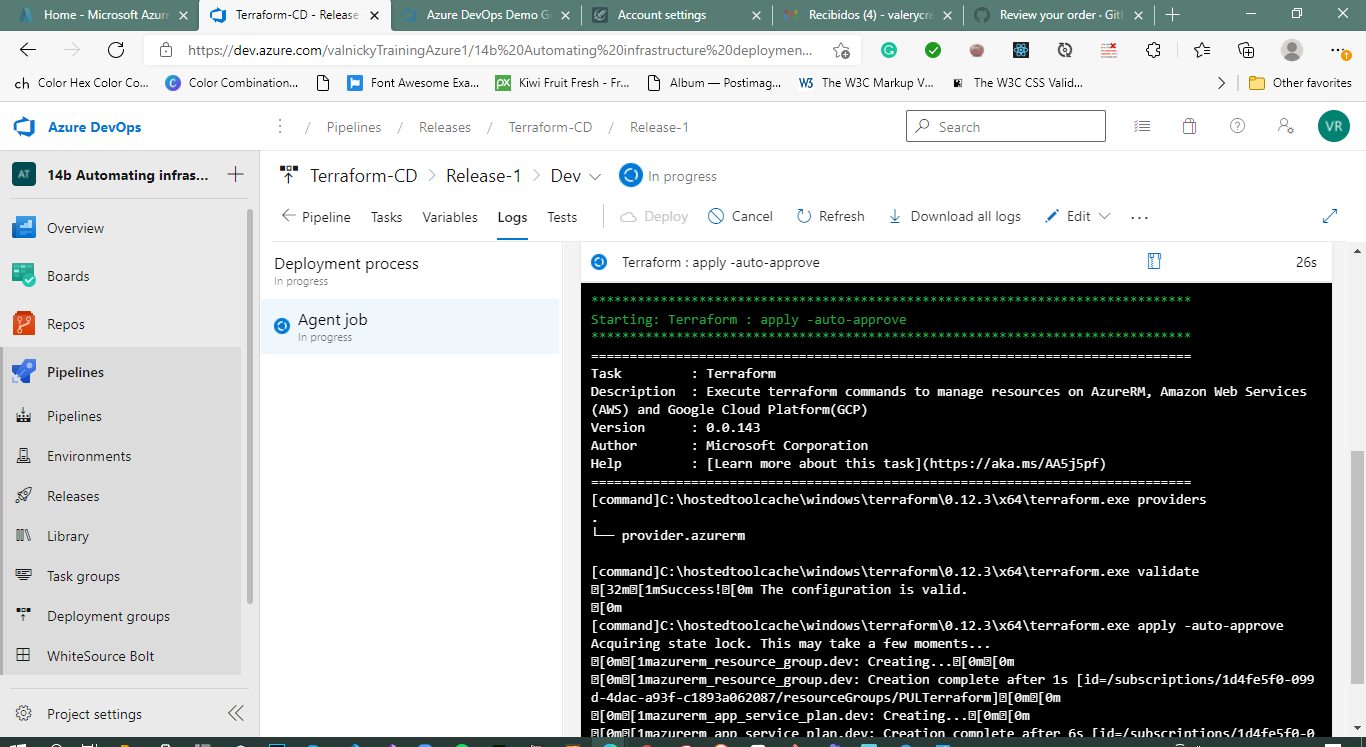 Home - Microsoft Azure
Terraform-CD - Release
Azure DevOps Demo G
Account settings
Recibidos (4) - valerycre
Review your order · Git
https://dev.azure.com/valnickyTrainingAzure1/14b%20Automating%20infrastructure%20deploymen...
ch Color Hex Color Co...
Color Combination...
Font Awesome Exa...
Kiwi Fruit Fresh - Fr...
Album — Postimag...
The W3C Markup V...
The W3C CSS Valid...
Other favorites
Azure DevOps
/ Pipelines / Releases / Terraform-CD / Release-1
Search
VR
AT 14b Automating infras...
Terraform-CD > Release-1 > Dev
In progress
Pipeline Tasks Variables Logs Tests
Deploy Cancel Refresh Download all logs Edit ...
Overview
Boards
Repos
Pipelines
Pipelines
Environments
Releases
Library
Task groups
Deployment groups
WhiteSource Bolt
Project settings
Deployment process
In progress
Agent job
In progress
Terraform : apply -auto-approve
26s
******************************************************************************
Starting: Terraform : apply -auto-approve
******************************************************************************
==============================================================================
Task         : Terraform
Description  : Execute terraform commands to manage resources on AzureRM, Amazon Web Services
(AWS) and Google Cloud Platform(GCP)
Version      : 0.0.143
Author       : Microsoft Corporation
Help         : [Learn more about this task](https://aka.ms/AA5j5pf)
==============================================================================
[command]C:\hostedtoolcache\windows\terraform\0.12.3\x64\terraform.exe providers
.
└── provider.azurerm
[command]C:\hostedtoolcache\windows\terraform\0.12.3\x64\terraform.exe validate
[32m[1mSuccess![0m The configuration is valid.
[0m
[command]C:\hostedtoolcache\windows\terraform\0.12.3\x64\terraform.exe apply -auto-approve
Acquiring state lock. This may take a few moments...
[0m[1mazurerm_resource_group.dev: Creating...[0m[0m
[0m[1mazurerm_resource_group.dev: Creation complete after 1s [id=/subscriptions/1d4fe5f0-099
d-4dac-a93f-c1893a062087/resourceGroups/PULTerraform][0m[0m
[0m[1mazurerm_app_service_plan.dev: Creating...[0m[0m
[0m[1mazurerm_app_service_plan.dev: Creation complete after 6s [id=/subscriptions/1d4fe5f0-0